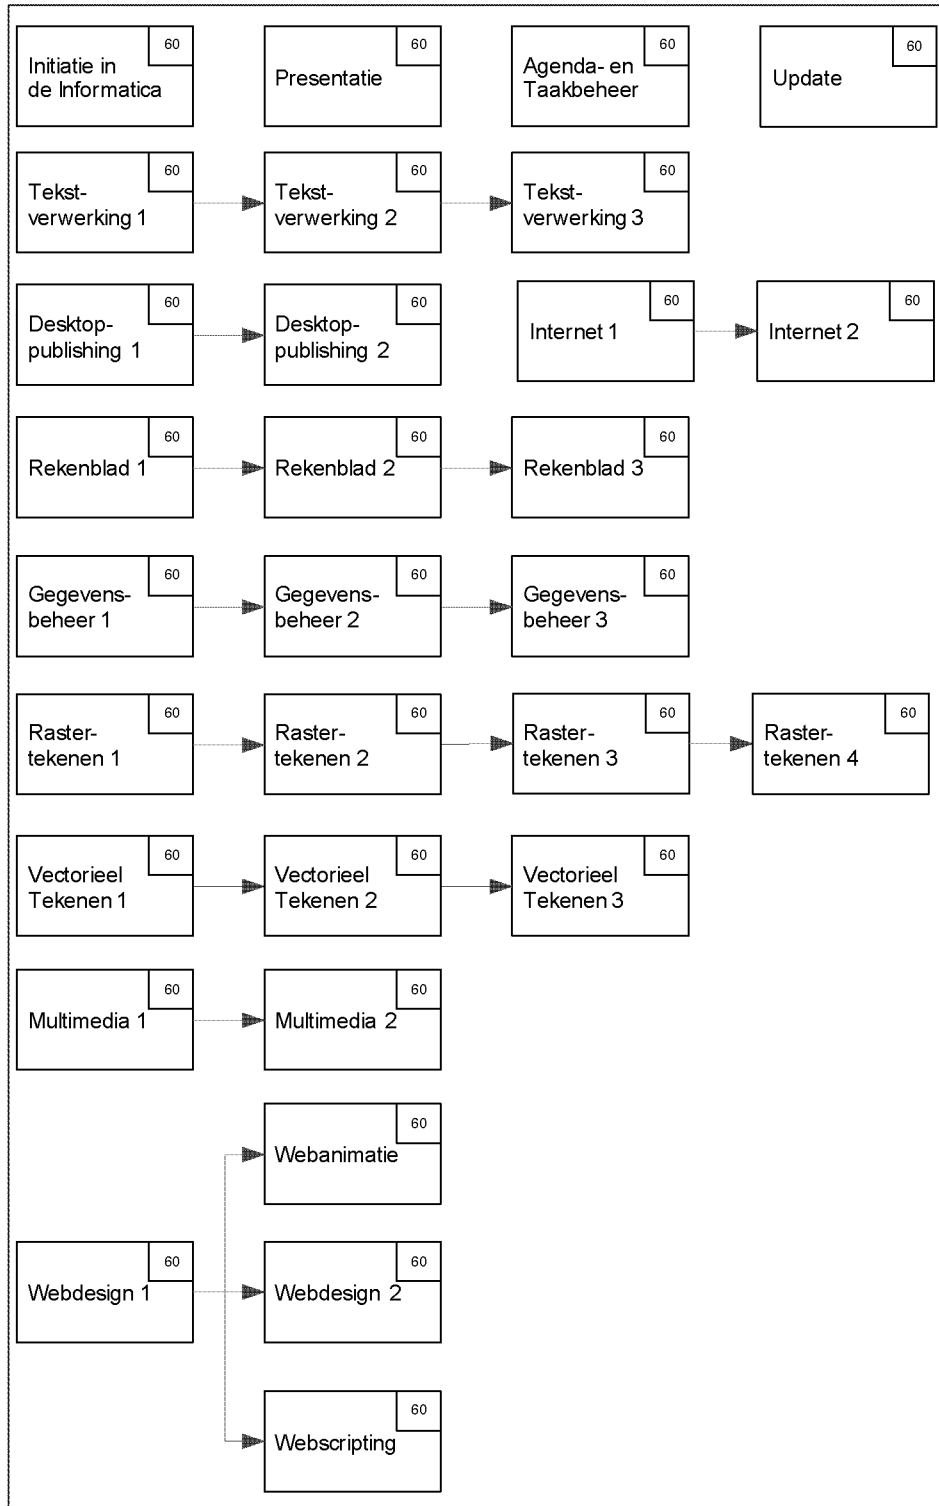 60
Initiatie in
de Informatica
60
Presentatie
60
Agenda- en
Taakbeheer
60
Update
60
Tekst-
verwerking 1
60
Tekst-
verwerking 2
60
Tekst-
verwerking 3
60
Desktop-
publishing 1
60
Desktop-
publishing 2
60
Internet 1
60
Internet 2
60
Rekenblad 1
60
Rekenblad 2
60
Rekenblad 3
60
Gegevens-
beheer 1
60
Gegevens-
beheer 2
60
Gegevens-
beheer 3
60
Raster-
tekenen 1
60
Raster-
tekenen 2
60
Raster-
tekenen 3
60
Raster-
tekenen 4
60
Vectorieel
Tekenen 1
60
Vectorieel
Tekenen 2
60
Vectorieel
Tekenen 3
60
Multimedia 1
60
Multimedia 2
60
Webanimatie
60
Webdesign 1
60
Webdesign 2
60
Webscripting